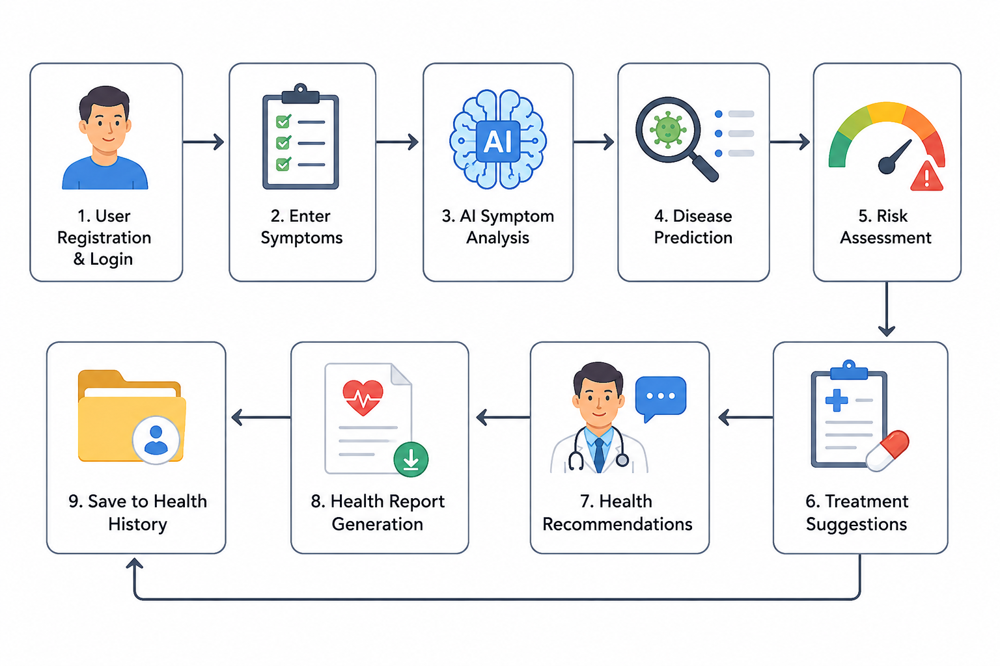 1. User
Registration
& Login
2. Enter
Symptoms
AI
3. AI Symptom
Analysis
4. Disease
Prediction
5. Risk
Assessment
6. Treatment
Suggestions
7. Health
Recommendations
8. Health Report
Generation
9. Save to Health
History